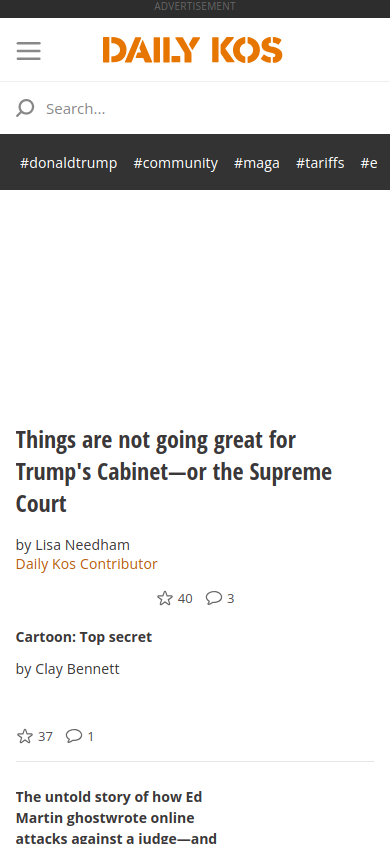 ADVERTISEMENT
DAILY KOS
Search...
#donaldtrump #community #maga #tariffs #e
Things are not going great for
Trump's Cabinet—or the Supreme
Court
by Lisa Needham
Daily Kos Contributor
40 3
Cartoon: Top secret
by Clay Bennett
37 1
The untold story of how Ed
Martin ghostwrote online
attacks against a judge—and